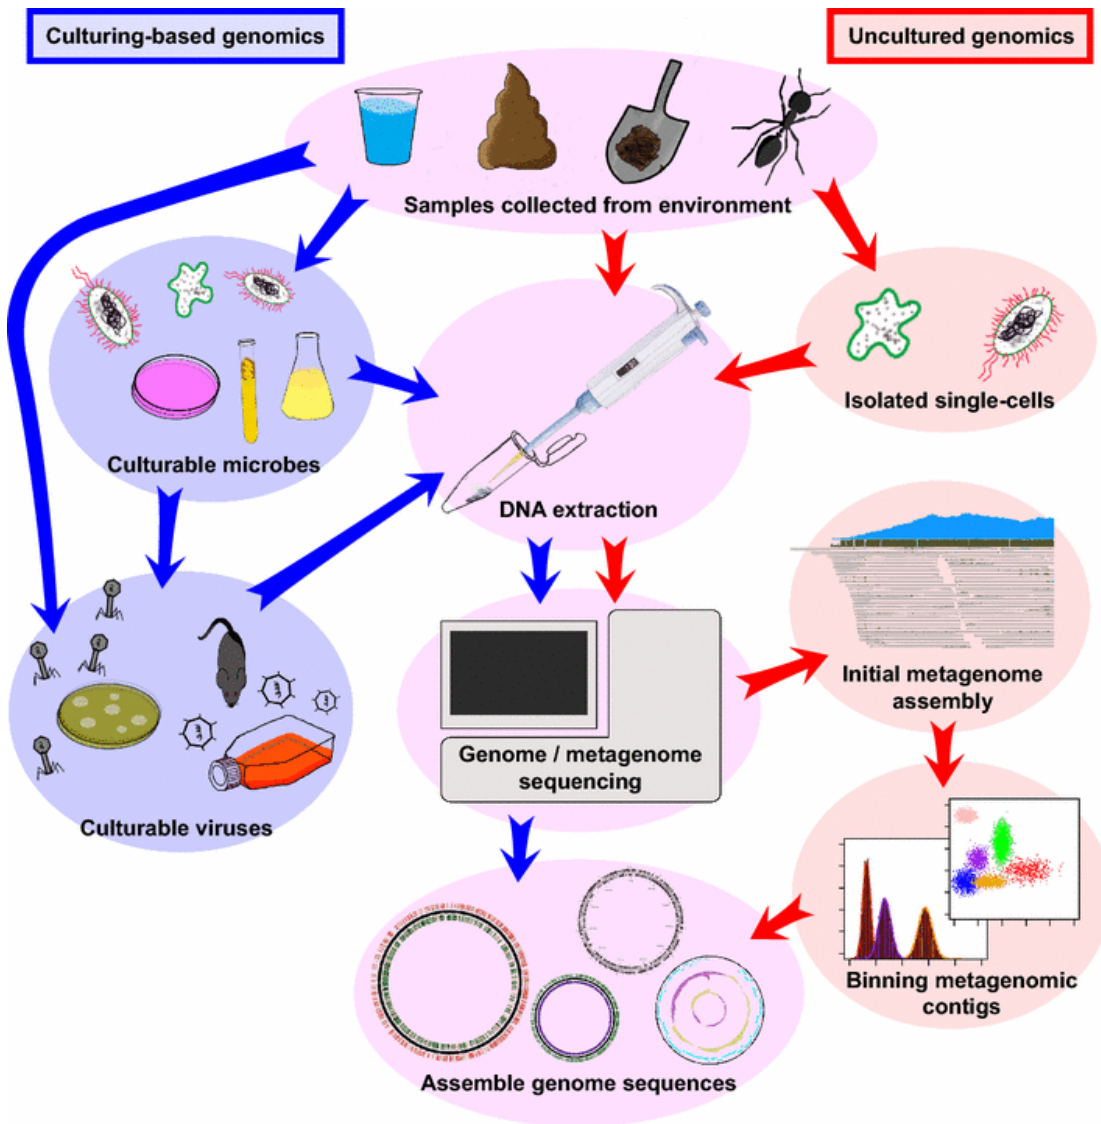 Culturing-based genomics
Uncultured genomics
Samples collected from environment
Culturable microbes
Isolated single-cells
DNA extraction
Initial metagenome
assembly
Genome / metagenome
sequencing
Culturable viruses
Binning metagenomic
contigs
Assemble genome sequences